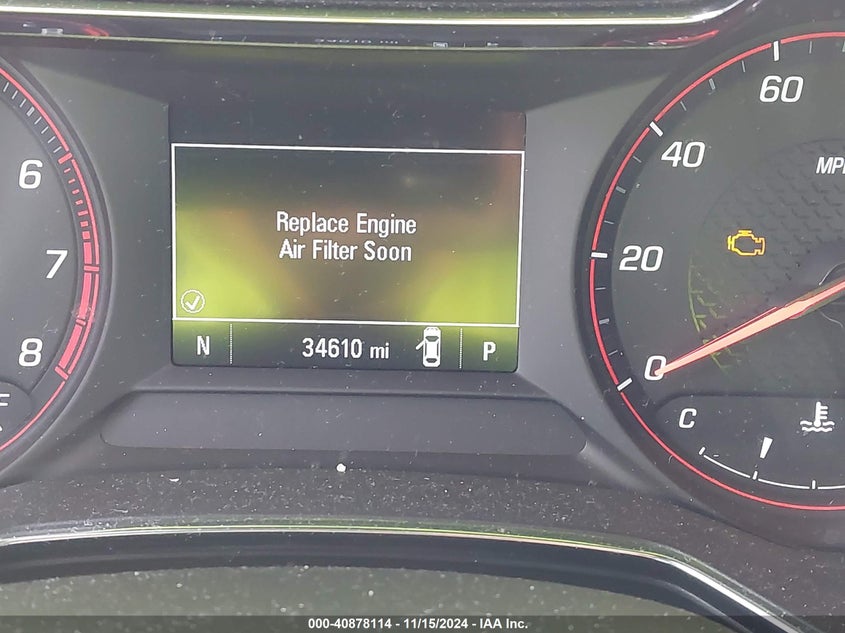 Replace Engine
Air Filter Soon
N 34610 mi P
6
7
8
F
60
40
20
0
C
000-40878114 - 11/15/2024 - IAA Inc.